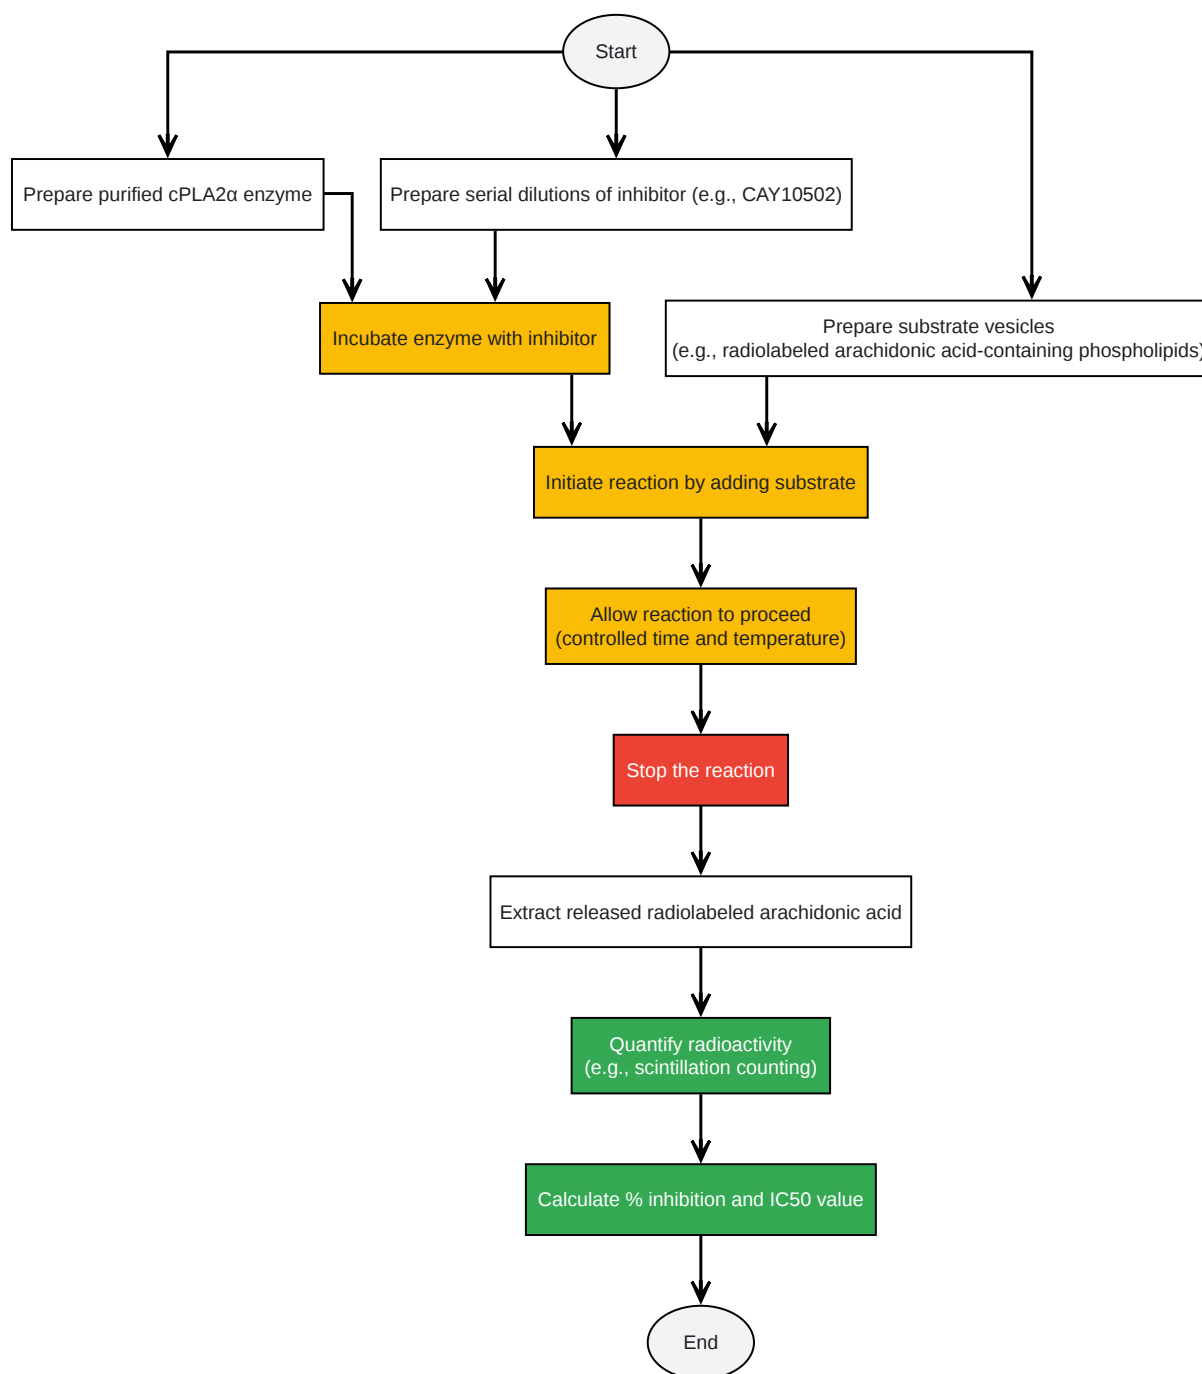 Start
Prepare purified cPLA2α enzyme
Prepare serial dilutions of inhibitor (e.g., CAY10502)
Incubate enzyme with inhibitor
Prepare substrate vesicles
(e.g., radiolabeled arachidonic acid-containing phospholipids)
Initiate reaction by adding substrate
Allow reaction to proceed
(controlled time and temperature)
Stop the reaction
Extract released radiolabeled arachidonic acid
Quantify radioactivity
(e.g., scintillation counting)
Calculate % inhibition and IC50 value
End